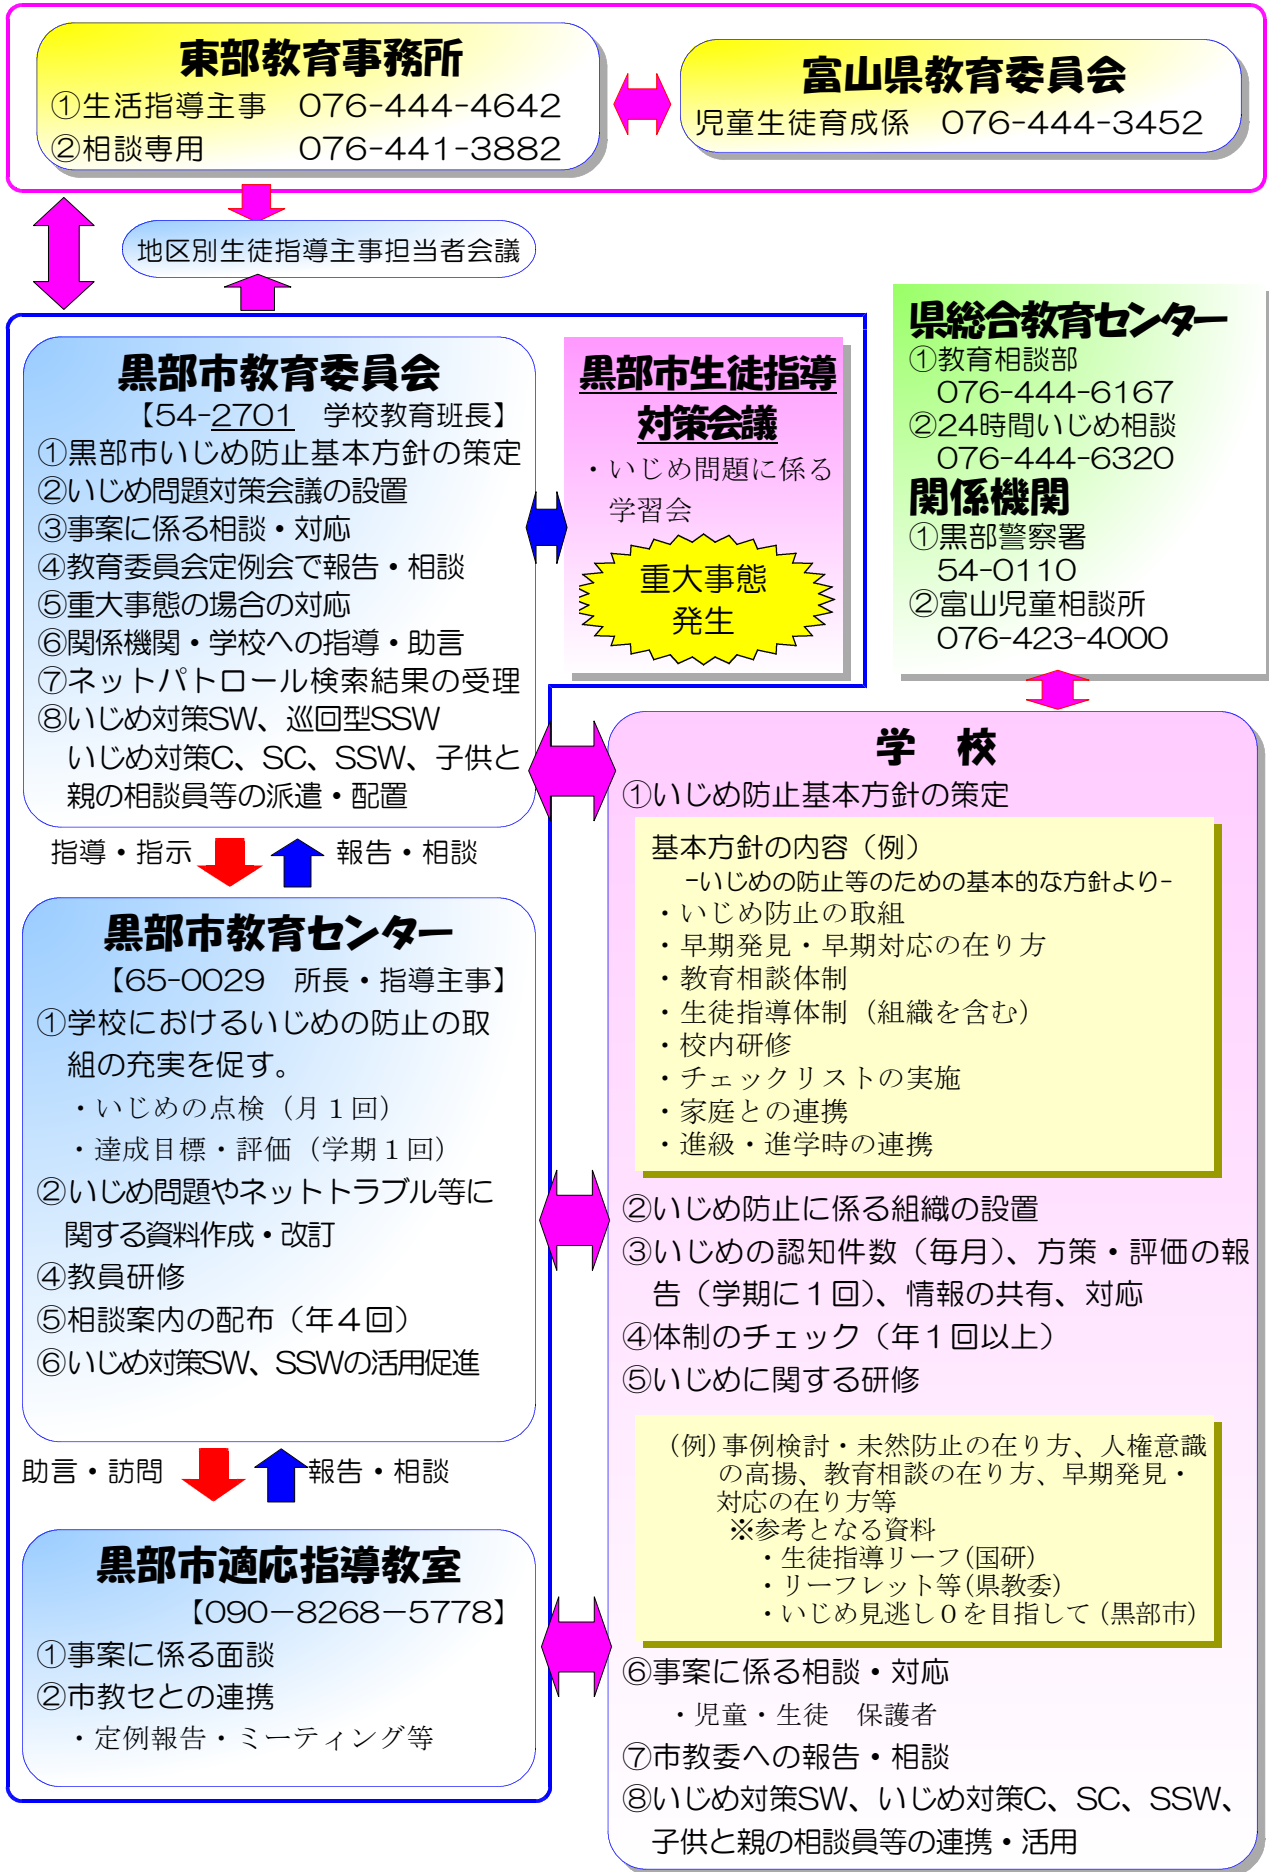 東部教育事務所
①生活指導主事　076-444-4642
②相談専用　076-441-3882
富山県教育委員会
児童生徒育成係　076-444-3452
地区別生徒指導主事担当者会議
黒部市教育委員会
【54-2701　学校教育班長】
①黒部市いじめ防止基本方針の策定
②いじめ問題対策会議の設置
③事案に係る相談・対応
④教育委員会定例会で報告・相談
⑤重大事態の場合の対応
⑥関係機関・学校への指導・助言
⑦ネットパトロール検索結果の受理
⑧いじめ対策SW、巡回型SSW
いじめ対策C、SC、SSW、子供と
親の相談員等の派遣・配置
黒部市生徒指導
対策会議
・いじめ問題に係る
学習会
重大事態
発生
県総合教育センター
①教育相談部
076-444-6167
②24時間いじめ相談
076-444-6320
関係機関
①黒部警察署
54-0110
②富山児童相談所
076-423-4000
指導・指示
報告・相談
黒部市教育センター
【65-0029　所長・指導主事】
①学校におけるいじめの防止の取
組の充実を促す。
・いじめの点検（月１回）
・達成目標・評価（学期１回）
②いじめ問題やネットトラブル等に
関する資料作成・改訂
④教員研修
⑤相談案内の配布（年４回）
⑥いじめ対策SW、SSWの活用促進
助言・訪問
報告・相談
黒部市適応指導教室
【090－8268－5778】
①事案に係る面談
②市教セとの連携
・定例報告・ミーティング等
学　校
①いじめ防止基本方針の策定
基本方針の内容（例）
-いじめの防止等のための基本的な方針より-
・いじめ防止の取組
・早期発見・早期対応の在り方
・教育相談体制
・生徒指導体制（組織を含む）
・校内研修
・チェックリストの実施
・家庭との連携
・進級・進学時の連携
②いじめ防止に係る組織の設置
③いじめの認知件数（毎月）、方策・評価の報
告（学期に１回）、情報の共有、対応
④体制のチェック（年１回以上）
⑤いじめに関する研修
（例）事例検討・未然防止の在り方、人権意識
の高揚、教育相談の在り方、早期発見・
対応の在り方等
※参考となる資料
・生徒指導リーフ（国研）
・リーフレット等（県教委）
・いじめ見逃し０を目指して（黒部市）
⑥事案に係る相談・対応
・児童・生徒　保護者
⑦市教委への報告・相談
⑧いじめ対策SW、いじめ対策C、SC、SSW、
子供と親の相談員等の連携・活用